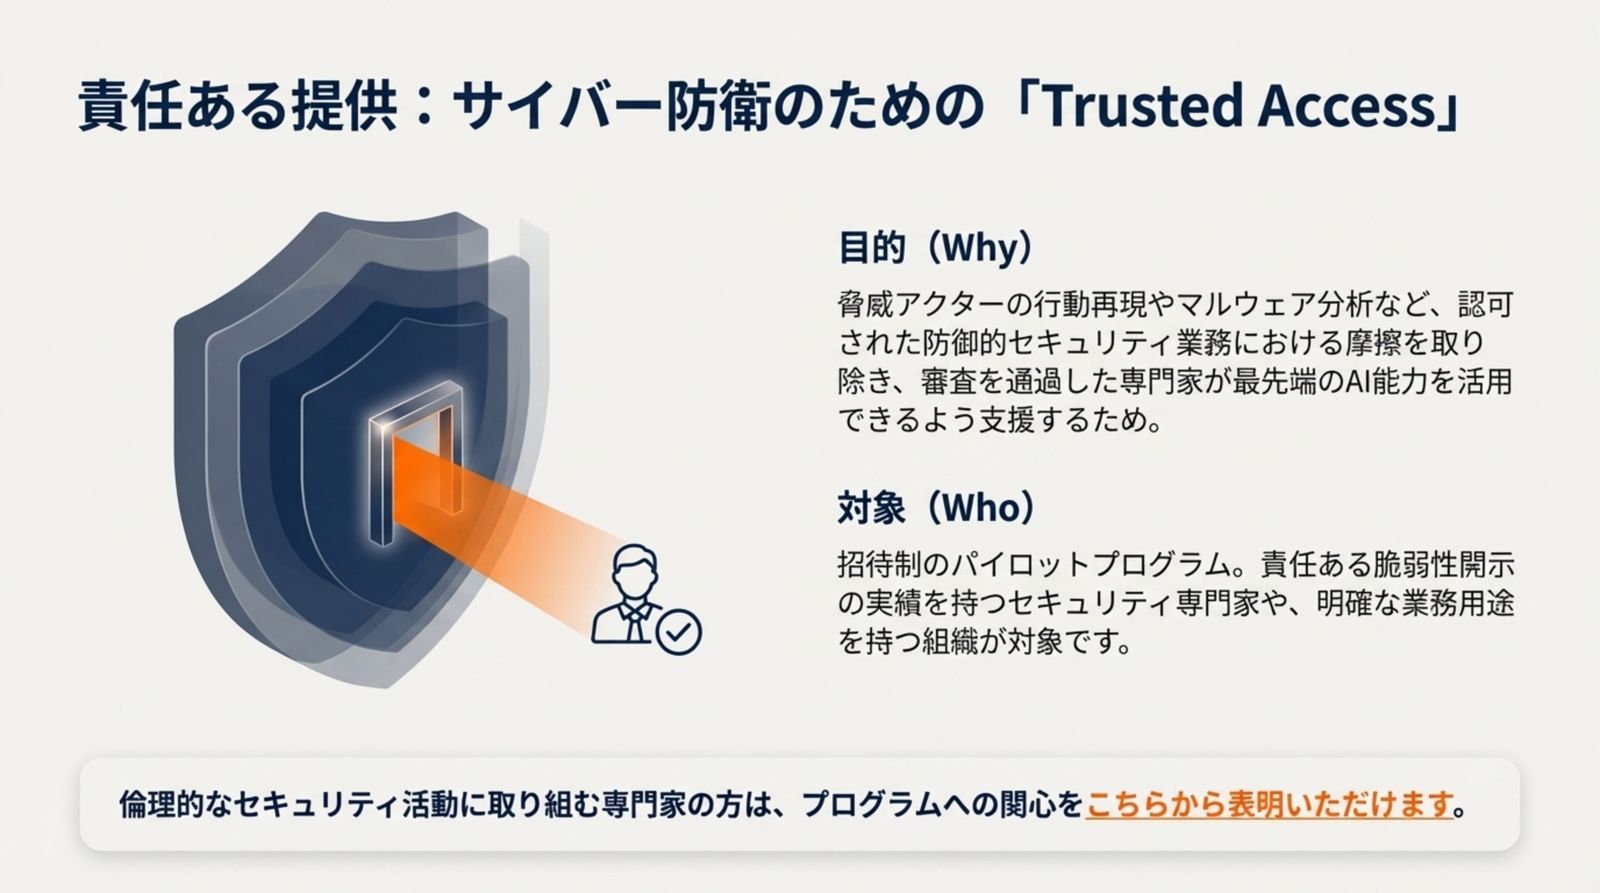 責任ある提供：サイバー防衛のための「Trusted Access」
目的（Why）
脅威アクターの行動再現やマルウェア分析など、認可
された防御的セキュリティ業務における摩擦を取り
除き、審査を通過した専門家が最先端のAI能力を活用
できるよう支援するため。
対象（Who）
招待制のパイロットプログラム。責任ある脆弱性開示
の実績を持つセキュリティ専門家や、明確な業務用途
を持つ組織が対象です。
倫理的なセキュリティ活動に取り組む専門家の方は、プログラムへの関心をこちらから表明いただけます。